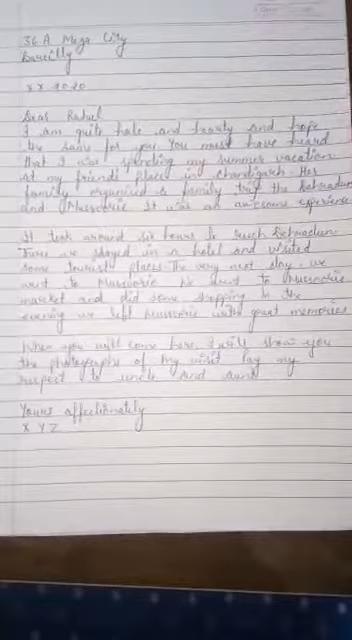 36 A Mega City
Bareilly
XX 2020
Dear Rahul
I am quite hale and hearty and hope
the same for you You must have heard
that I was spending my summer vacation
at my friends place in chandigarh. Her
family organised a family trip the Dehradun
and Mussoorie It was an awesome experience
It took around six hours to reach Dehradun
There we stayed in a hotel and visited
some tourists places The very next day, we
went to Mussoorie We went to Mussoorie
market and did some shopping In the
evening we left Mussoorie with great memories
When you will come here, I will show you
the photographs of my visit Pay my
respect to uncle and aunt
Yours affectionately
X Y Z